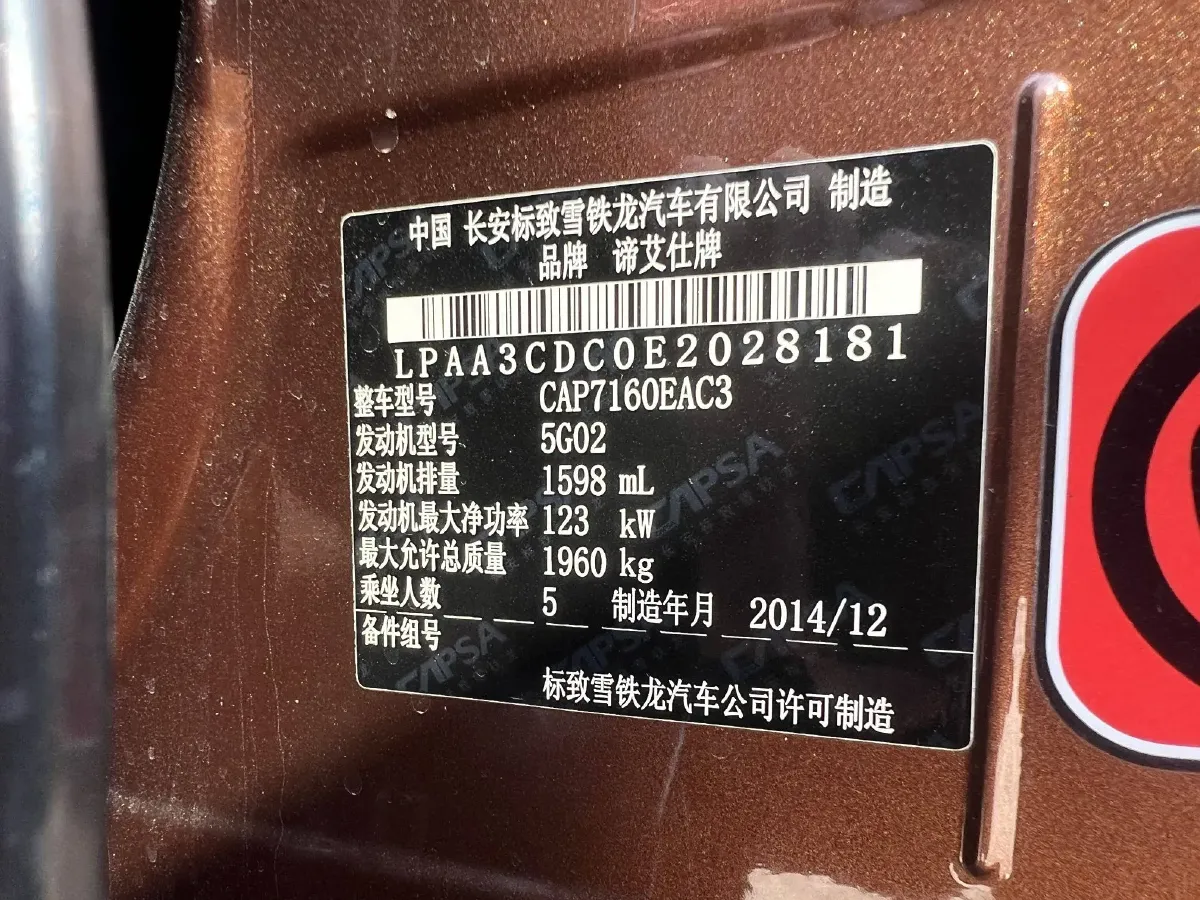 中国 长安标致雪铁龙汽车有限公司 制造
品牌 谛艾仕牌
LPAA3CDC0E2028181
整车型号 CAP7160EAC3
发动机型号 5G02
发动机排量 1598 mL
发动机最大净功率 123 kW
最大允许总质量 1960 kg
乘坐人数 5 制造年月 2014/12
备件组号
标致雪铁龙汽车公司许可制造
CAPSA